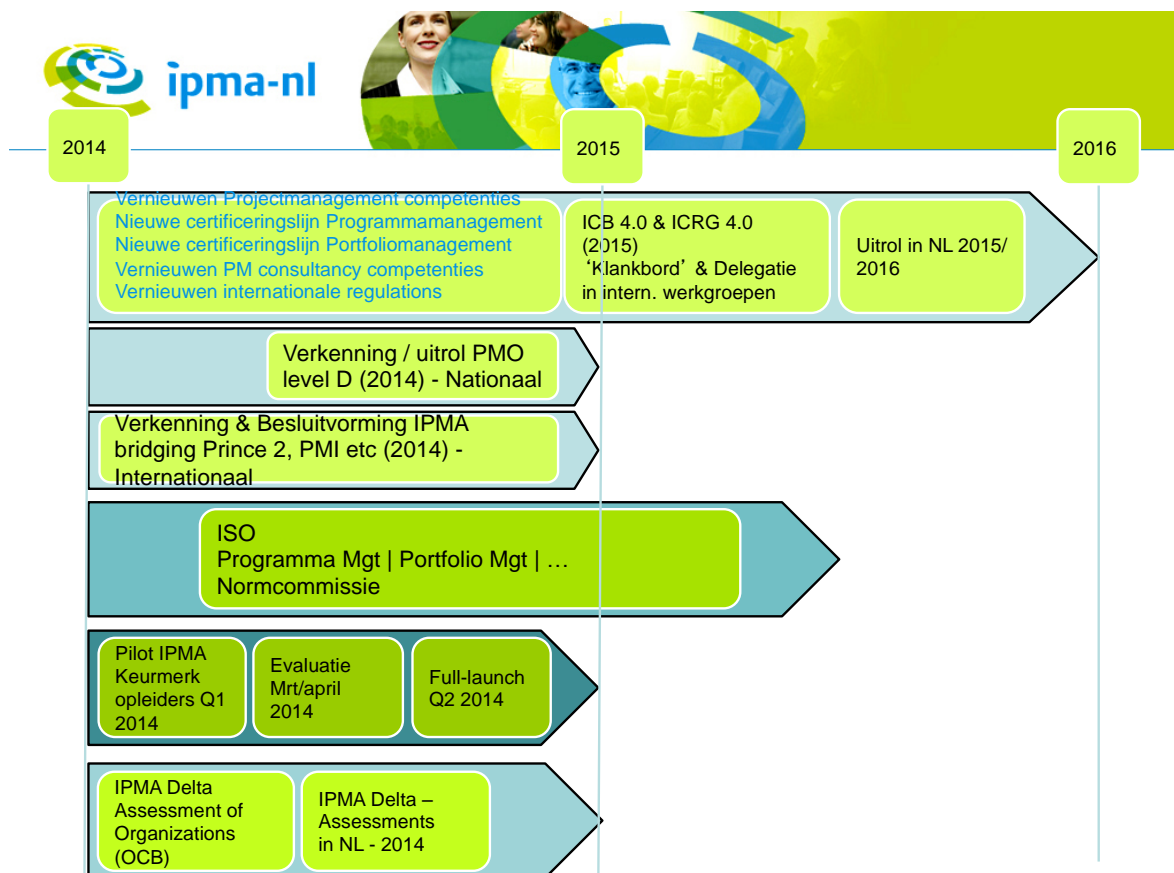 ipma-nl
2014
2015
2016
Vernieuwen Projectmanagement competenties
Nieuwe certificeringslijn Programmamanagement
Nieuwe certificeringslijn Portfoliomanagement
Vernieuwen PM consultancy competenties
Vernieuwen internationale regulations
ICB 4.0 & ICRG 4.0
(2015)
‘Klankbord’ & Delegatie
in intern. werkgroepen
Uitrol in NL 2015/
2016
Verkenning / uitrol PMO
level D (2014) - Nationaal
Verkenning & Besluitvorming IPMA
bridging Prince 2, PMI etc (2014) -
Internationaal
ISO
Programma Mgt | Portfolio Mgt | …
Normcommissie
Pilot IPMA
Keurmerk
opleiders Q1
2014
Evaluatie
Mrt/april
2014
Full-launch
Q2 2014
IPMA Delta
Assessment of
Organizations
(OCB)
IPMA Delta –
Assessments
in NL - 2014